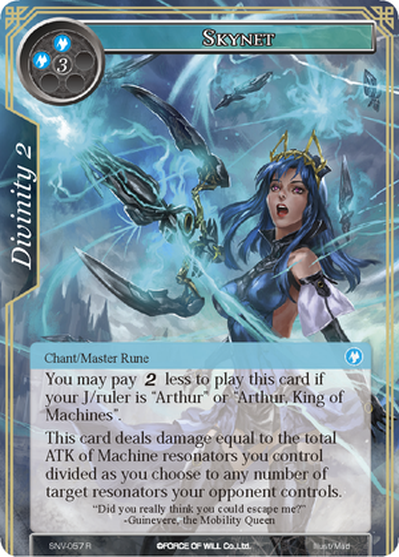 Skynet
3
Divinity 2
Chant/Master Rune
You may pay 2 less to play this card if
your J/ruler is “Arthur” or “Arthur, King of
Machines”.
This card deals damage equal to the total
ATK of Machine resonators you control
divided as you choose to any number of
target resonators your opponent controls.
“Did you really think you could escape me?”
-Guinevere, the Mobility Queen
SNV-057 R
©FORCE OF WILL Co.,LTD.
Illust/Mad